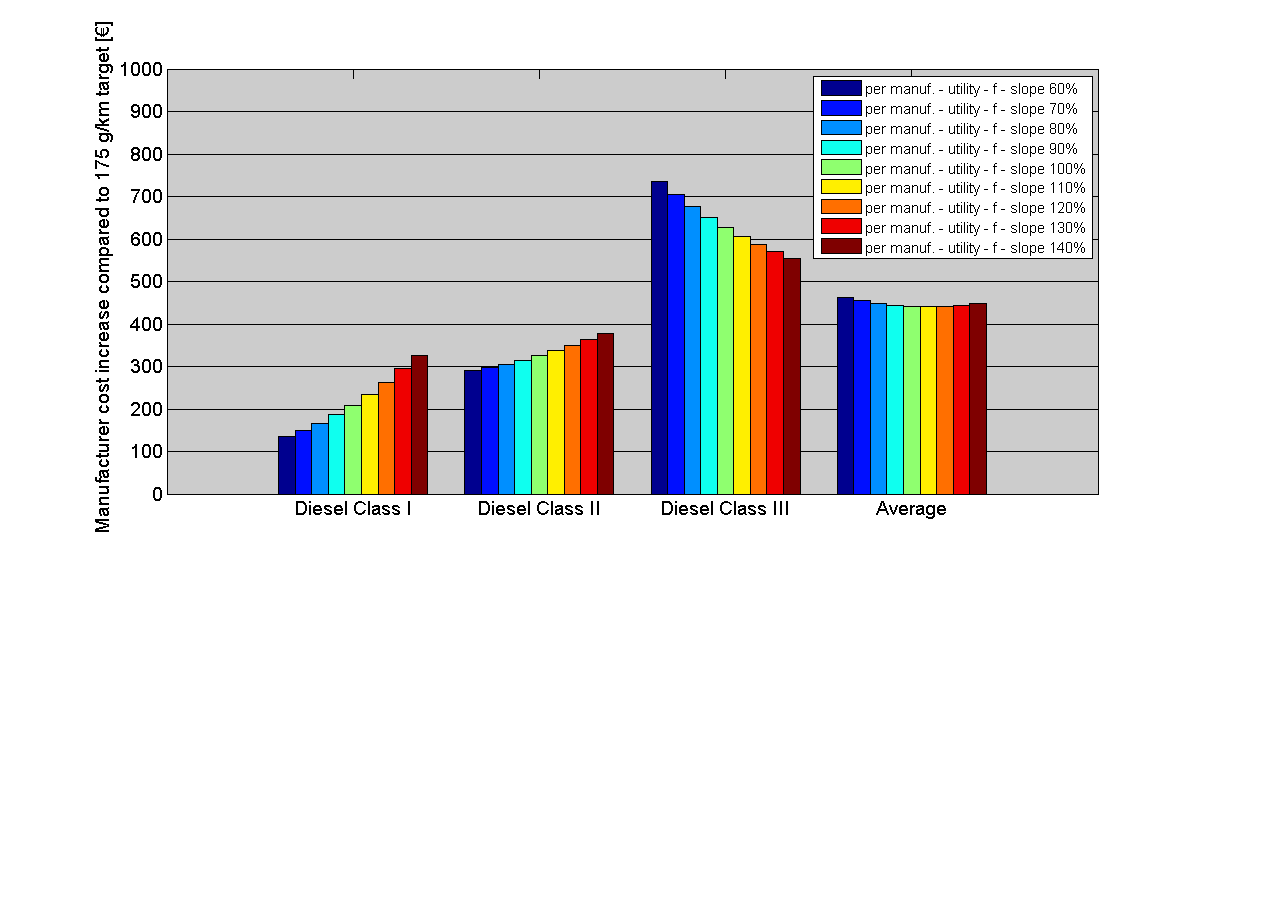 Manufacturer cost increase compared to 175 g/km target [€]
1000
900
800
700
600
500
400
300
200
100
0
per manuf. - utility - f - slope 60%
per manuf. - utility - f - slope 70%
per manuf. - utility - f - slope 80%
per manuf. - utility - f - slope 90%
per manuf. - utility - f - slope 100%
per manuf. - utility - f - slope 110%
per manuf. - utility - f - slope 120%
per manuf. - utility - f - slope 130%
per manuf. - utility - f - slope 140%
Diesel Class I
Diesel Class II
Diesel Class III
Average